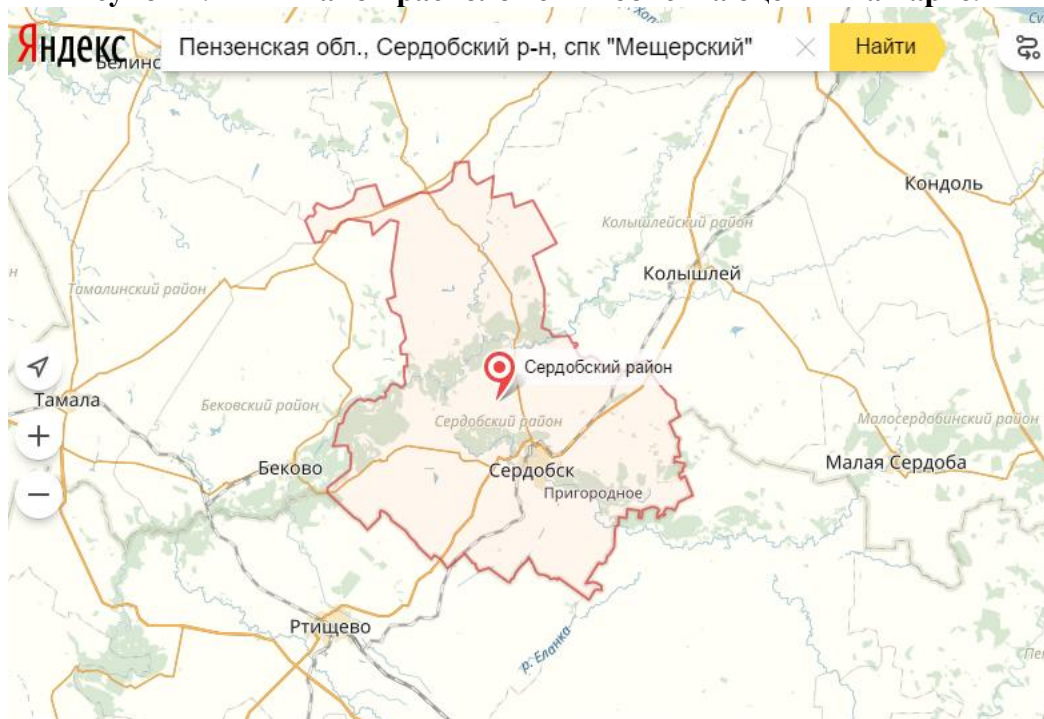 Яндекс
Пензенская обл., Сердобский р-н, спк "Мещерский"
Найти
Кондоль
Колышлейский район
Колышлей
Тамалинский район
Сердобский район
Тамала
Бековский район
Сердобский район
Малосердобинский район
Беково
Сердобск
Малая Сердоба
Пригородное
Ртищево
р. Еланка